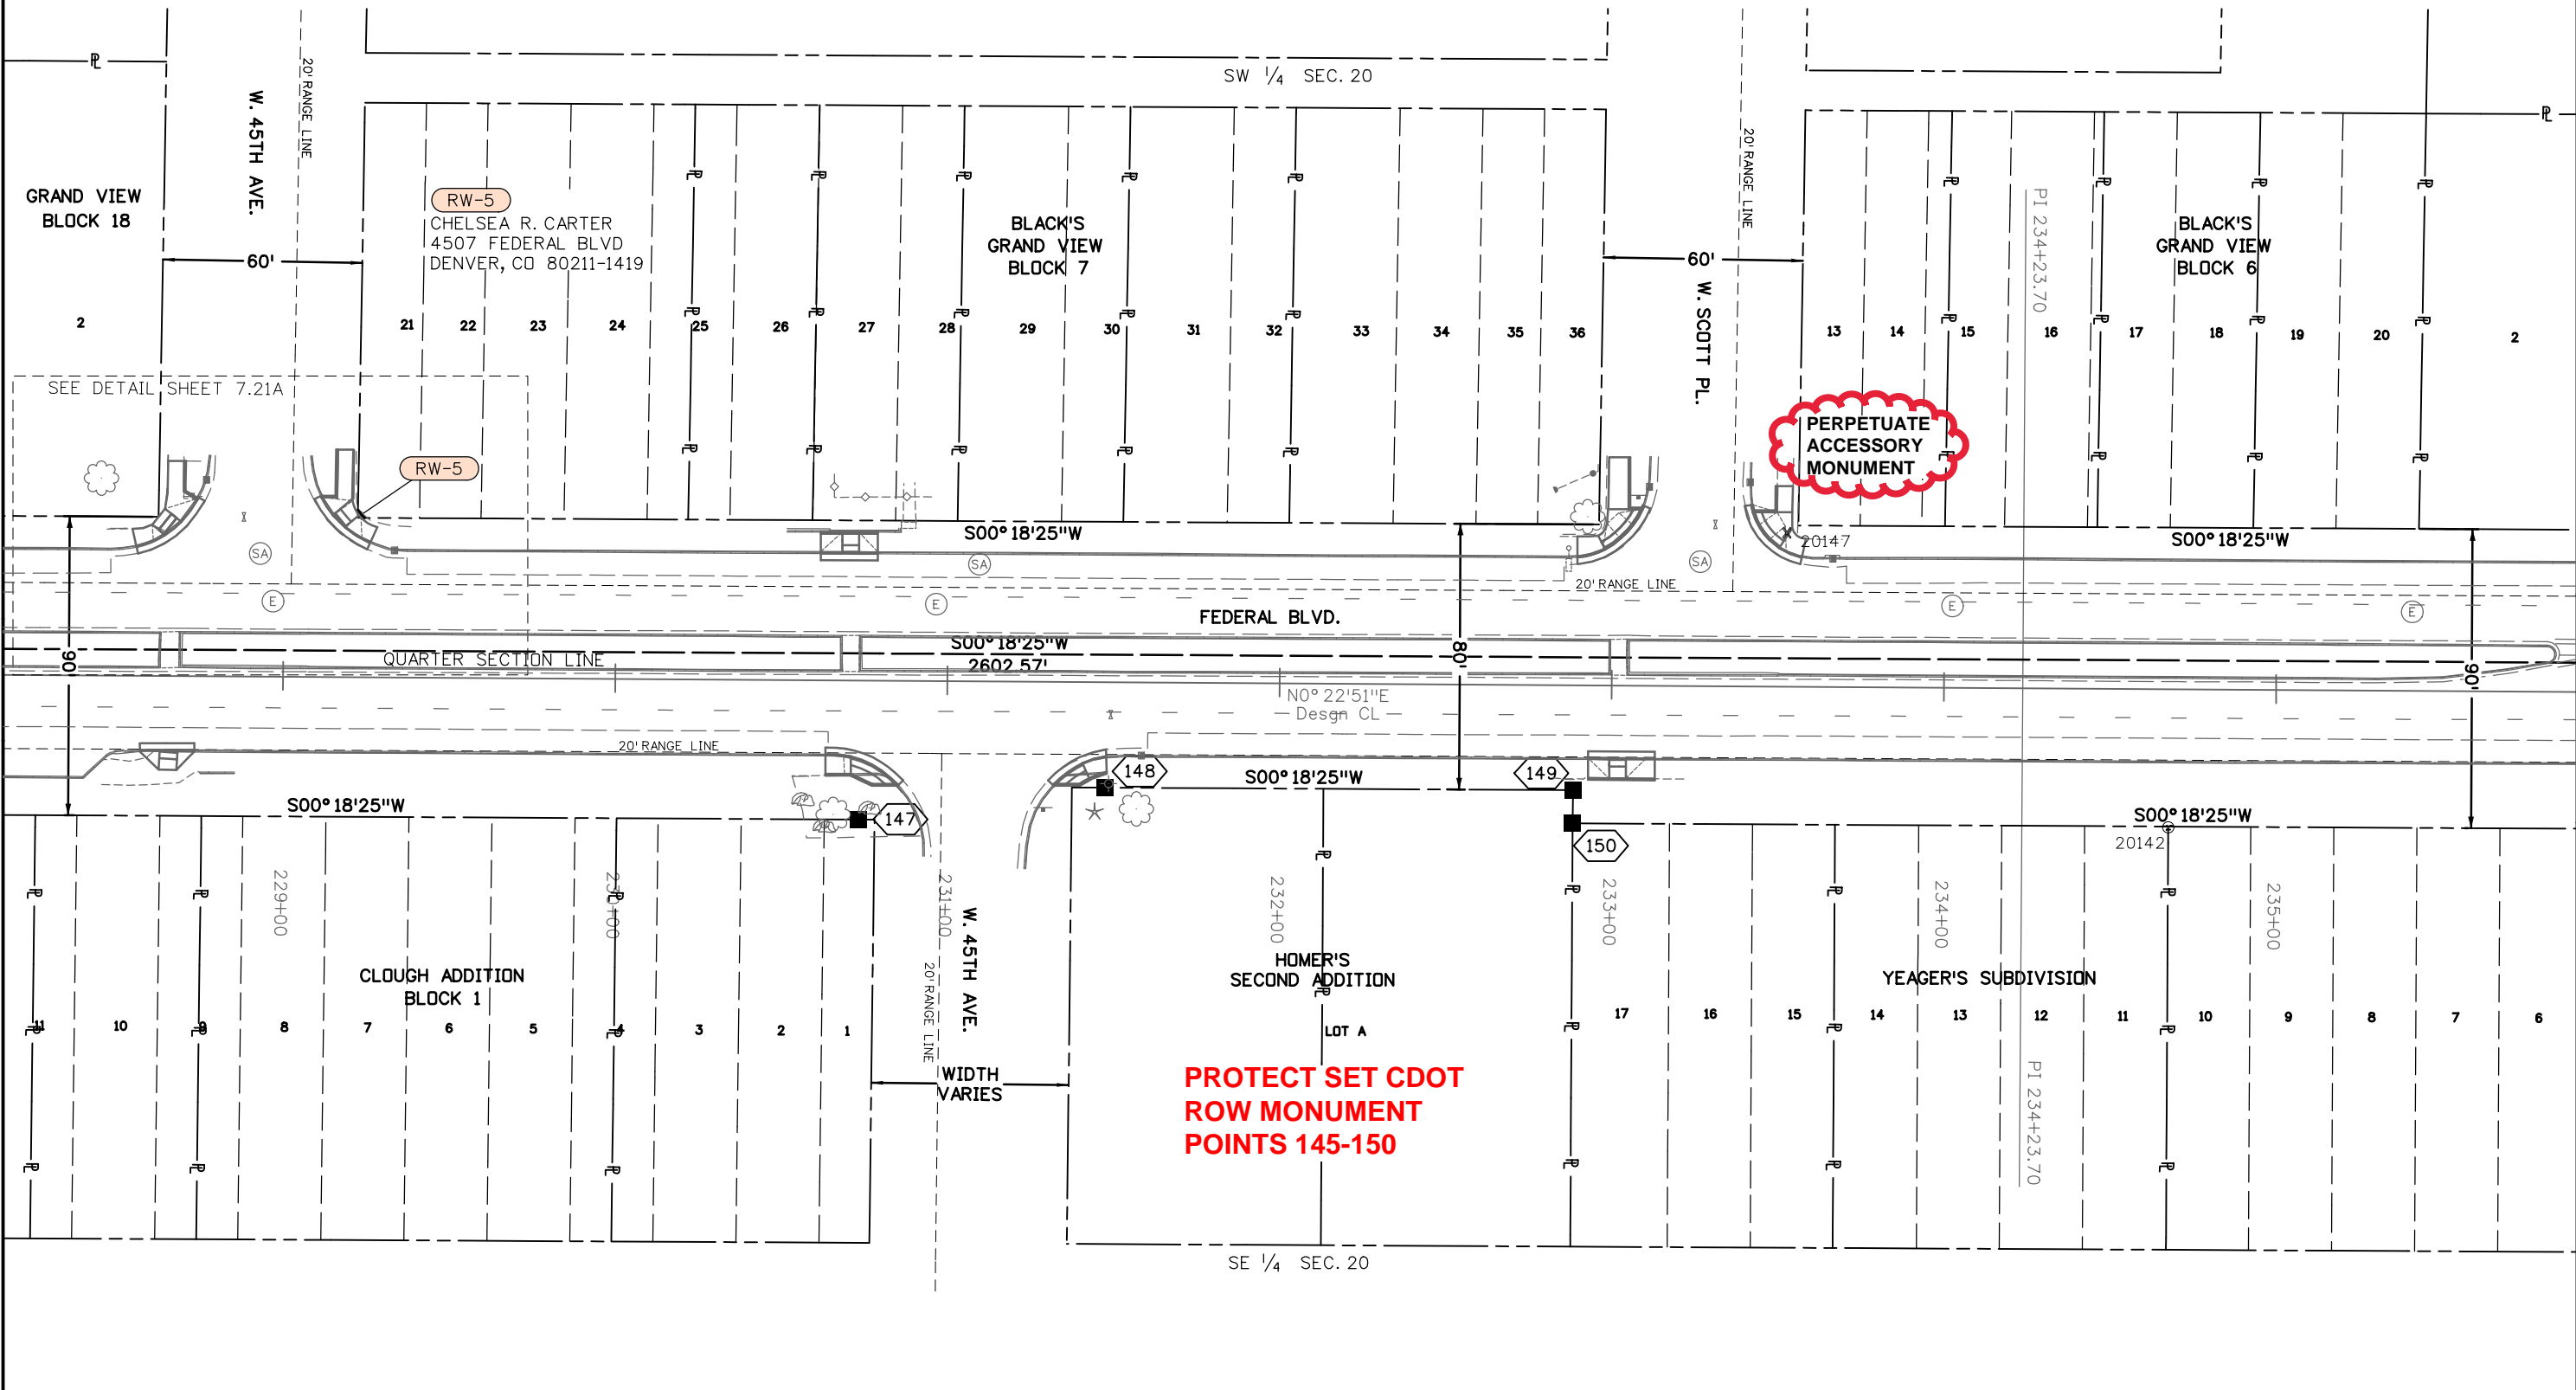 SW 1/4 SEC. 20
W. 45TH AVE.
20' RANGE LINE
GRAND VIEW
BLOCK 18
60'
2
RW-5
CHELSEA R. CARTER
4507 FEDERAL BLVD
DENVER, CO 80211-1419
BLACK'S
GRAND VIEW
BLOCK 7
21 22 23 24 25 26 27 28 29 30 31 32 33 34 35 36
60'
W. SCOTT PL.
20' RANGE LINE
PI 234+23.70
BLACK'S
GRAND VIEW
BLOCK 6
13 14 15 16 17 18 19 20 2
SEE DETAIL SHEET 7.21A
RW-5
PERPETUATE
ACCESSORY
MONUMENT
S00°18'25"W
20147
S00°18'25"W
SA
SA
SA
20' RANGE LINE
E
E
E
E
FEDERAL BLVD.
90'
QUARTER SECTION LINE
S00°18'25"W
2602.57'
80'
90'
N0°22'51"E
Desgn CL
20' RANGE LINE
148
S00°18'25"W
149
S00°18'25"W
147
150
S00°18'25"W
20142
229+00
230+00
231+00
232+00
233+00
234+00
235+00
W. 45TH AVE.
20' RANGE LINE
CLOUGH ADDITION
BLOCK 1
11 10 9 8 7 6 5 4 3 2 1
HOMER'S
SECOND ADDITION
LOT A
YEAGER'S SUBDIVISION
17 16 15 14 13 12 11 10 9 8 7 6
WIDTH
VARIES
PROTECT SET CDOT
ROW MONUMENT
POINTS 145-150
PI 234+23.70
SE 1/4 SEC. 20